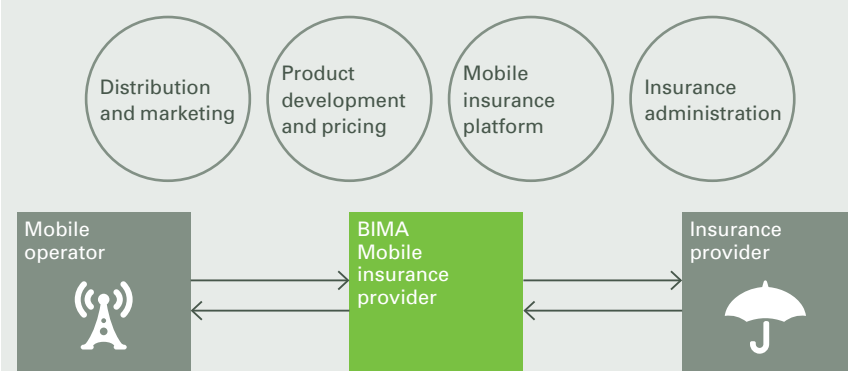 Distribution
and marketing
Product
development
and pricing
Mobile
insurance
platform
Insurance
administration
Mobile
operator
BIMA
Mobile
insurance
provider
Insurance
provider